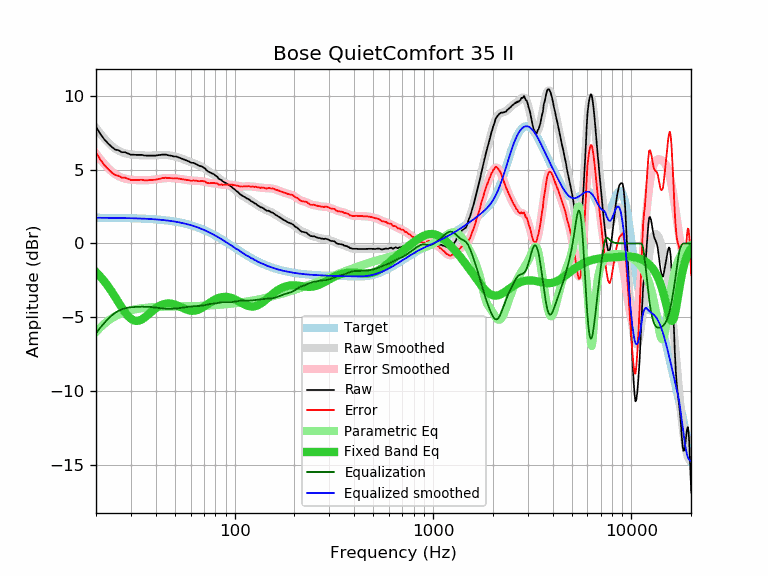 Bose QuietComfort 35 II
Amplitude (dBr)
10
5
0
−5
−10
−15
Target
Raw Smoothed
Error Smoothed
Raw
Error
Parametric Eq
Fixed Band Eq
Equalization
Equalized smoothed
100
1000
10000
Frequency (Hz)